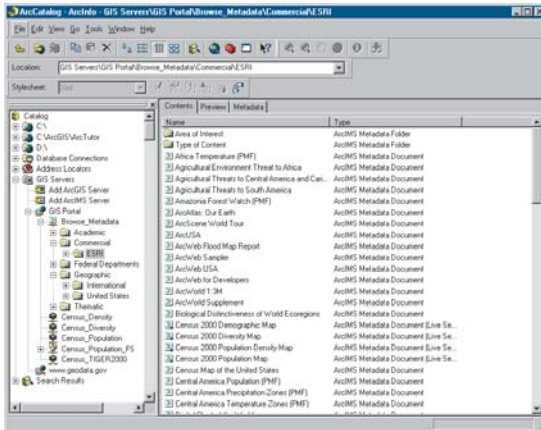 ArcCatalog - ArcInfo - GIS Servers\GIS Portal\Browse_Metadata\Commercial\ESRI
File Edit View Go Tools Window Help
Location: GIS Servers\GIS Portal\Browse_Metadata\Commercial\ESRI
Stylesheet:
Contents Preview Metadata
Catalog
C:\
C:\ArcGIS\ArcTutor
D:\
Database Connections
Address Locators
GIS Servers
Add ArcGIS Server
Add ArcIMS Server
GIS Portal
Browse_Metadata
Academic
Commercial
ESRI
Federal Departments
Geographic
International
United States
Thematic
Census_Density
Census_Diversity
Census_Population
Census_Population_FS
Census_TIGER2000
www.geodata.gov
Search Results
Name Type
Area of Interest ArcIMS Metadata Folder
Type of Content ArcIMS Metadata Folder
Africa Temperature (PMF) ArcIMS Metadata Document
Agricultural Environment Threat to Africa ArcIMS Metadata Document
Agricultural Threats to Central America and Cari... ArcIMS Metadata Document
Agricultural Threats to South America ArcIMS Metadata Document
Amazonia Forest Watch (PMF) ArcIMS Metadata Document
ArcAtlas: Our Earth ArcIMS Metadata Document
ArcScene World Tour ArcIMS Metadata Document
ArcUSA ArcIMS Metadata Document
ArcWeb Flood Map Report ArcIMS Metadata Document
ArcWeb Sampler ArcIMS Metadata Document
ArcWeb USA ArcIMS Metadata Document
ArcWeb for Developers ArcIMS Metadata Document
ArcWorld 1:3M ArcIMS Metadata Document
ArcWorld Supplement ArcIMS Metadata Document
Biological Distinctiveness of World Ecoregions ArcIMS Metadata Document
Census 2000 Demographic Map ArcIMS Metadata Document (Live Se...
Census 2000 Diversity Map ArcIMS Metadata Document (Live Se...
Census 2000 Population Density Map ArcIMS Metadata Document (Live Se...
Census 2000 Population Map ArcIMS Metadata Document (Live Se...
Census Map of the United States ArcIMS Metadata Document
Central America Population (PMF) ArcIMS Metadata Document
Central America Precipitation Zones (PMF) ArcIMS Metadata Document
Central America Temperature Zones (PMF) ArcIMS Metadata Document